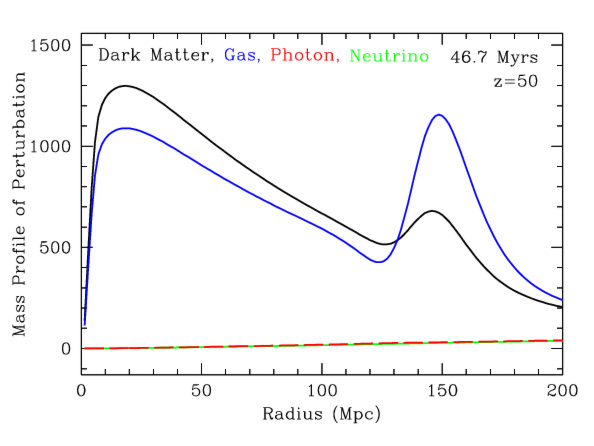 1500
Dark Matter, Gas, Photon, Neutrino 46.7 Myrs
z=50
1000
500
0
Mass Profile of Perturbation
0 50 100 150 200
Radius (Mpc)